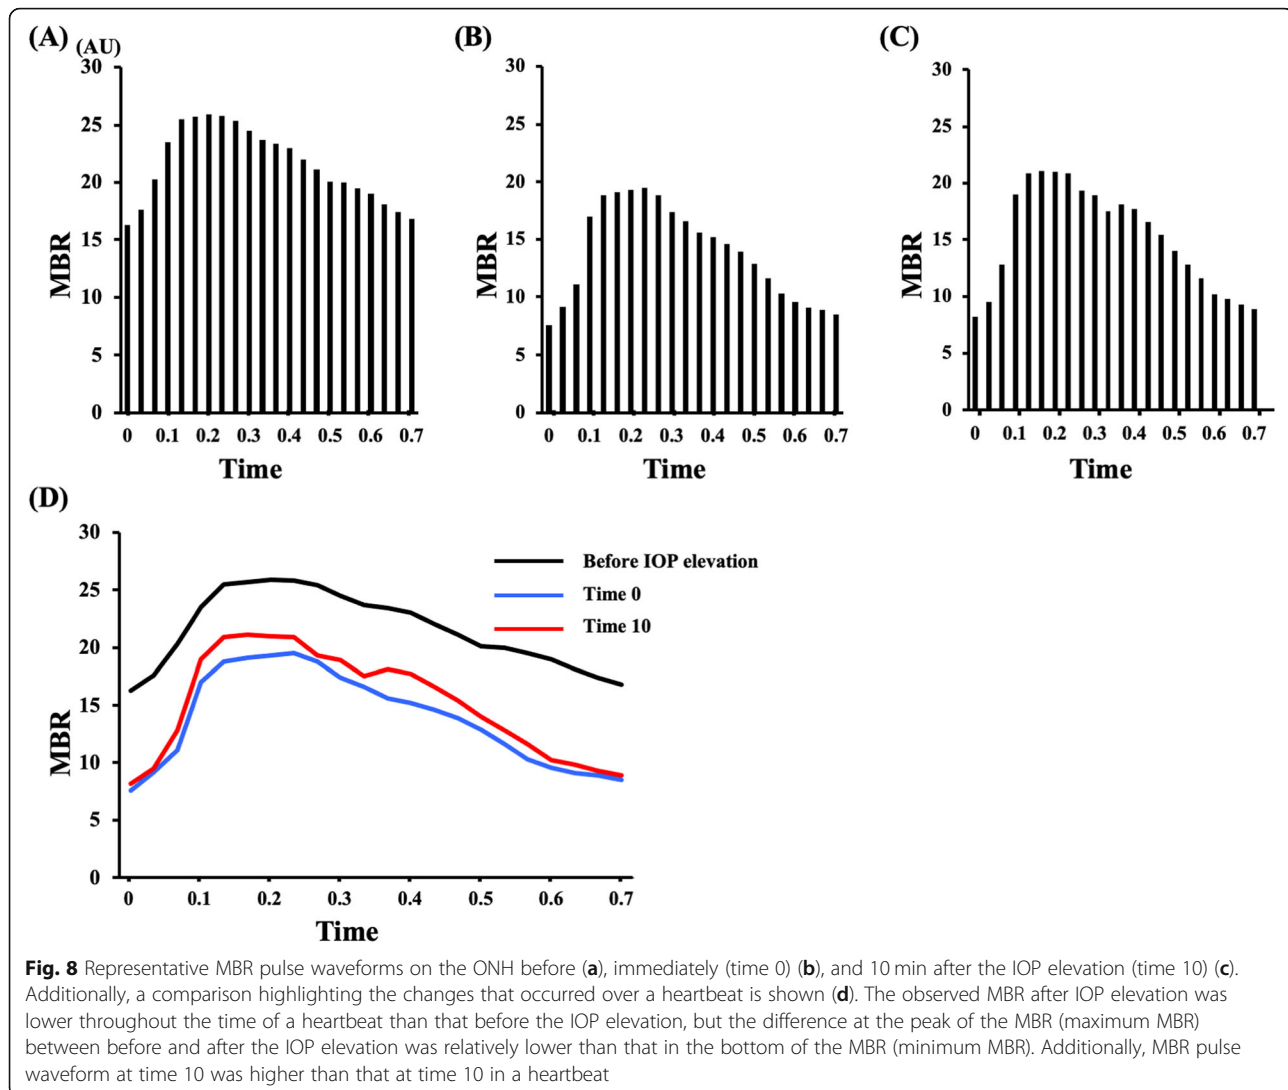 (A) (AU) (B) (C)
30 30 30
25 25 25
20 20 20
15 15 15
10 10 10
5 5 5
0 0 0
MBR MBR MBR
0 0.1 0.2 0.3 0.4 0.5 0.6 0.7 0 0.1 0.2 0.3 0.4 0.5 0.6 0.7 0 0.1 0.2 0.3 0.4 0.5 0.6 0.7
Time Time Time
(D)
30
25
20
15
10
5
0
MBR
Before IOP elevation
Time 0
Time 10
0 0.1 0.2 0.3 0.4 0.5 0.6 0.7
Time
Fig. 8 Representative MBR pulse waveforms on the ONH before (a), immediately (time 0) (b), and 10 min after the IOP elevation (time 10) (c).
Additionally, a comparison highlighting the changes that occurred over a heartbeat is shown (d). The observed MBR after IOP elevation was
lower throughout the time of a heartbeat than that before the IOP elevation, but the difference at the peak of the MBR (maximum MBR)
between before and after the IOP elevation was relatively lower than that in the bottom of the MBR (minimum MBR). Additionally, MBR pulse
waveform at time 10 was higher than that at time 10 in a heartbeat